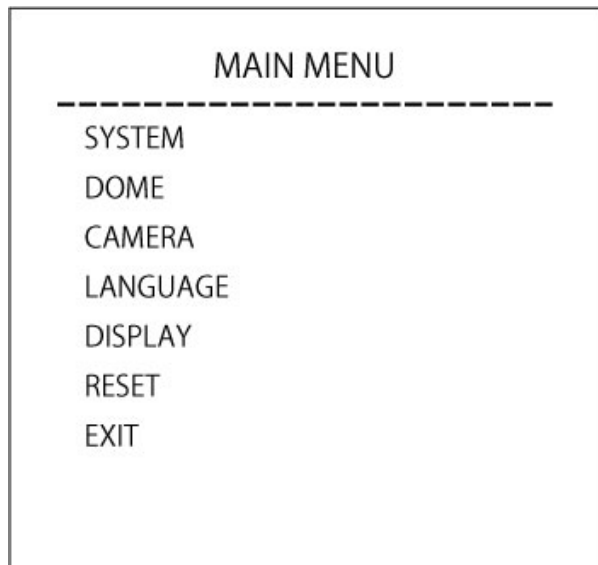 MAIN MENU
SYSTEM
DOME
CAMERA
LANGUAGE
DISPLAY
RESET
EXIT